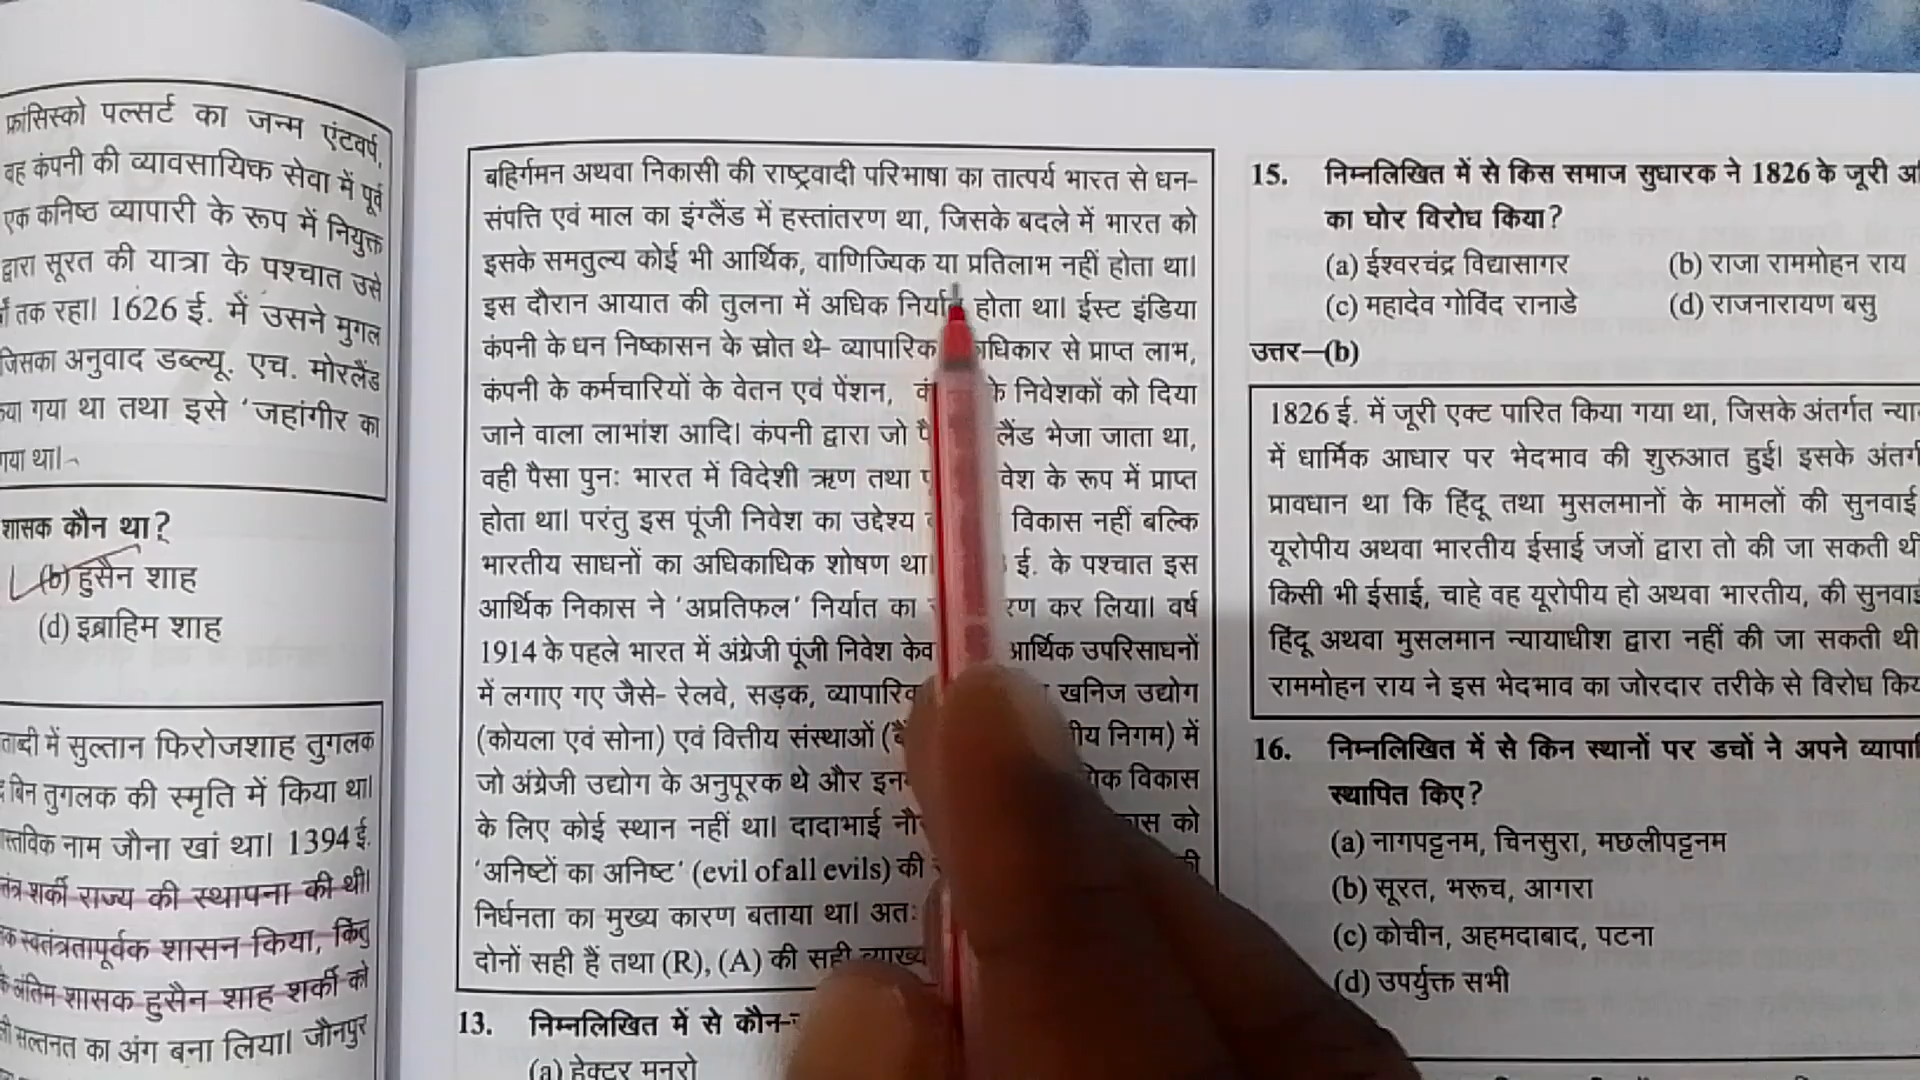 फ्रांसिस्को पल्सर्ट का जन्म एंटवर्प,
वह कंपनी की व्यावसायिक सेवा में पूर्व
एक कनिष्ठ व्यापारी के रूप में नियुक्त
द्वारा सूरत की यात्रा के पश्चात उसे
तक रहा। 1626 ई. में उसने मुगल
जिसका अनुवाद डब्ल्यू. एच. मोरलैंड
गया था तथा इसे 'जहांगीर का
गया था।
शासक कौन था?
(b) हुसैन शाह
(d) इब्राहिम शाह
में सुल्तान फिरोजशाह तुगलक
बिन तुगलक की स्मृति में किया था।
नाम जौना खां था। 1394 ई.
शर्की राज्य की स्थापना की थी।
स्वतंत्रतापूर्वक शासन किया, किंतु
अंतिम शासक हुसैन शाह शर्की को
सल्तनत का अंग बना लिया। जौनपुर
बहिर्गमन अथवा निकासी की राष्ट्रवादी परिभाषा का तात्पर्य भारत से धन-
संपत्ति एवं माल का इंग्लैंड में हस्तांतरण था, जिसके बदले में भारत को
इसके समतुल्य कोई भी आर्थिक, वाणिज्यिक या प्रतिलाभ नहीं होता था।
इस दौरान आयात की तुलना में अधिक निर्यात होता था। ईस्ट इंडिया
कंपनी के धन निष्कासन के स्रोत थे- व्यापारिक से प्राप्त लाभ,
कंपनी के कर्मचारियों के वेतन एवं पेंशन, के निवेशकों को दिया
जाने वाला लाभांश आदि। कंपनी द्वारा जो भेजा जाता था,
वही पैसा पुनः भारत में विदेशी ऋण तथा के रूप में प्राप्त
होता था। परंतु इस पूंजी निवेश का उद्देश्य विकास नहीं बल्कि
भारतीय साधनों का अधिकाधिक शोषण था। ई. के पश्चात इस
आर्थिक निकास ने 'अप्रतिफल' निर्यात का कर लिया। वर्ष
1914 के पहले भारत में अंग्रेजी पूंजी निवेश आर्थिक उपरिसाधनों
में लगाए गए जैसे- रेलवे, सड़क, खनिज उद्योग
(कोयला एवं सोना) एवं वित्तीय संस्थाओं निगम) में
जो अंग्रेजी उद्योग के अनुपूरक थे और विकास
के लिए कोई स्थान नहीं था। दादाभाई को
'अनिष्टों का अनिष्ट' (evil of all evils) की
निर्धनता का मुख्य कारण बताया था। अतः
दोनों सही हैं तथा (R), (A) की सही
13. निम्नलिखित में से
(a) हेक्टर मुनरो
15. निम्नलिखित में से किस समाज सुधारक ने 1826 के जूरी
का घोर विरोध किया?
(a) ईश्वरचंद्र विद्यासागर (b) राजा राममोहन राय
(c) महादेव गोविंद रानाडे (d) राजनारायण बसु
उत्तर—(b)
1826 ई. में जूरी एक्ट पारित किया गया था, जिसके अंतर्गत
में धार्मिक आधार पर भेदभाव की शुरुआत हुई। इसके
प्रावधान था कि हिंदू तथा मुसलमानों के मामलों की सुनवाई
यूरोपीय अथवा भारतीय ईसाई जजों द्वारा तो की जा सकती
किसी भी ईसाई, चाहे वह यूरोपीय हो अथवा भारतीय, की
हिंदू अथवा मुसलमान न्यायाधीश द्वारा नहीं की जा सकती थी
राममोहन राय ने इस भेदभाव का जोरदार तरीके से विरोध
16. निम्नलिखित में से किन स्थानों पर डचों ने अपने
स्थापित किए?
(a) नागपट्टनम, चिनसुरा, मछलीपट्टनम
(b) सूरत, भरूच, आगरा
(c) कोचीन, अहमदाबाद, पटना
(d) उपर्युक्त सभी